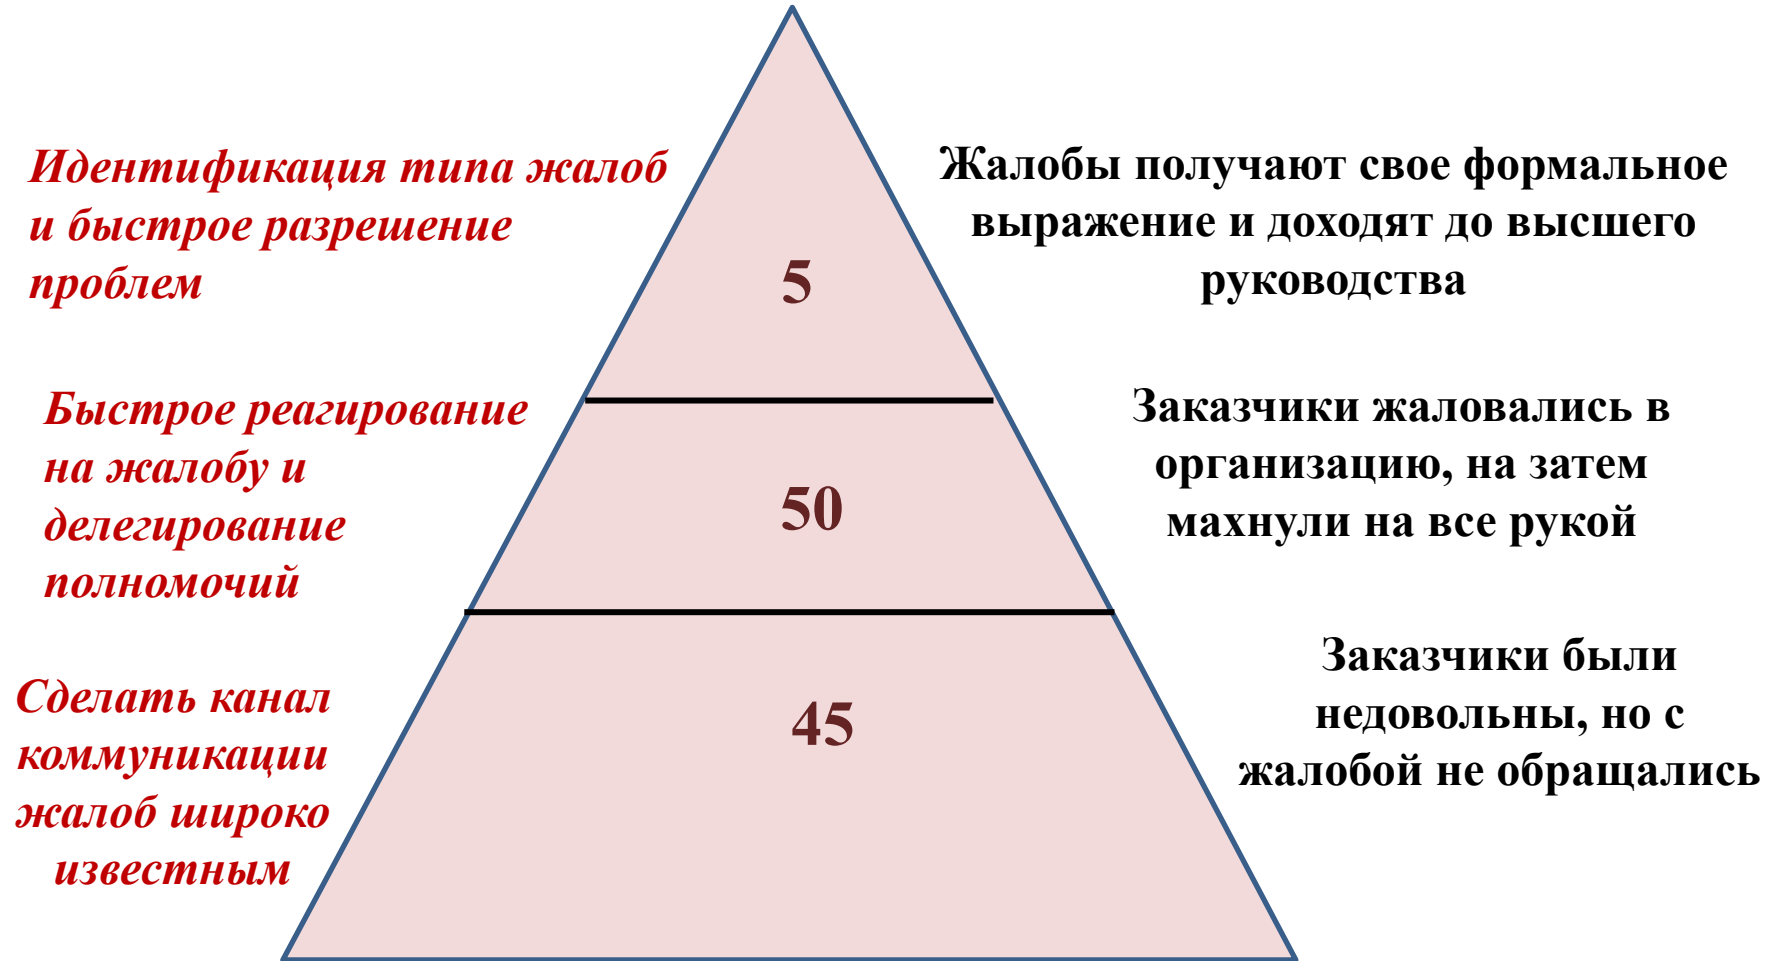 Идентификация типа жалоб
и быстрое разрешение
проблем
5
Жалобы получают свое формальное
выражение и доходят до высшего
руководства
Быстрое реагирование
на жалобу и
делегирование
полномочий
50
Заказчики жаловались в
организацию, на затем
махнули на все рукой
Сделать канал
коммуникации
жалоб широко
известным
45
Заказчики были
недовольны, но с
жалобой не обращались